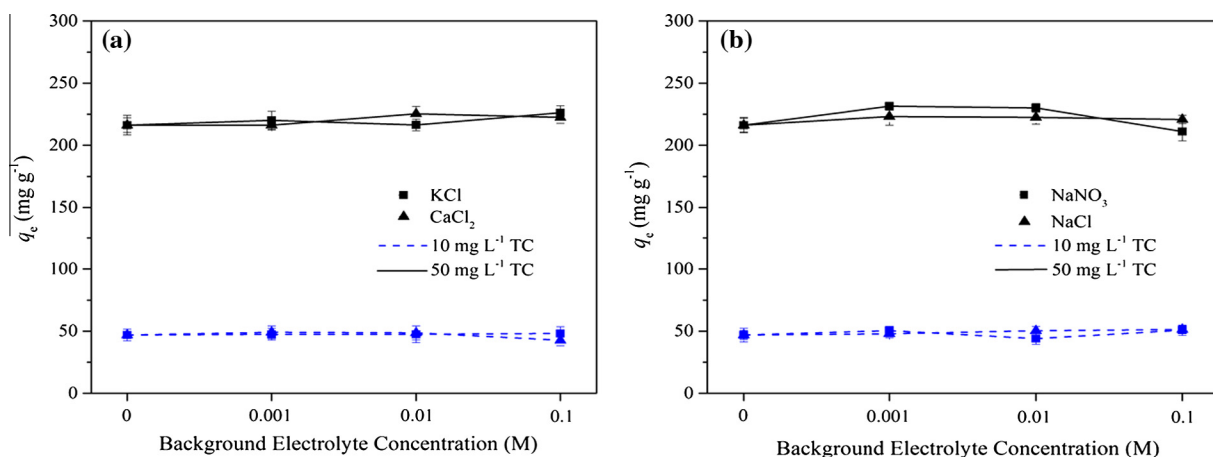 (a)
300
250
200
150
100
50
0
qe (mg g-1)
KCl
CaCl2
10 mg L-1 TC
50 mg L-1 TC
0 0.001 0.01 0.1
Background Electrolyte Concentration (M)
(b)
300
250
200
150
100
50
0
qe (mg g-1)
NaNO3
NaCl
10 mg L-1 TC
50 mg L-1 TC
0 0.001 0.01 0.1
Background Electrolyte Concentration (M)